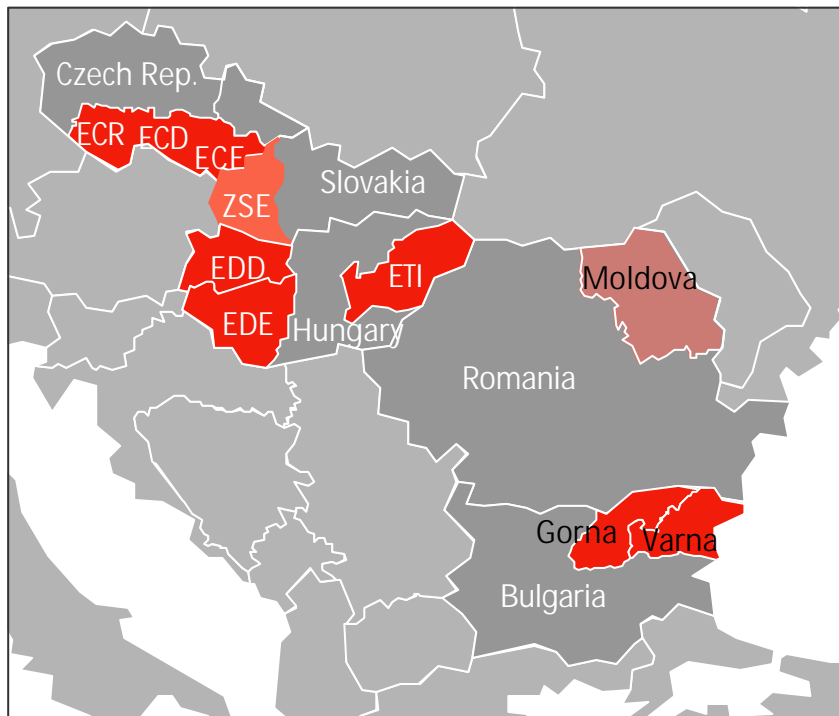 Czech Rep.
ECR
ECD
ECE
Slovakia
ZSE
EDD
ETI
Moldova
EDE
Hungary
Romania
Gorna
Varna
Bulgaria